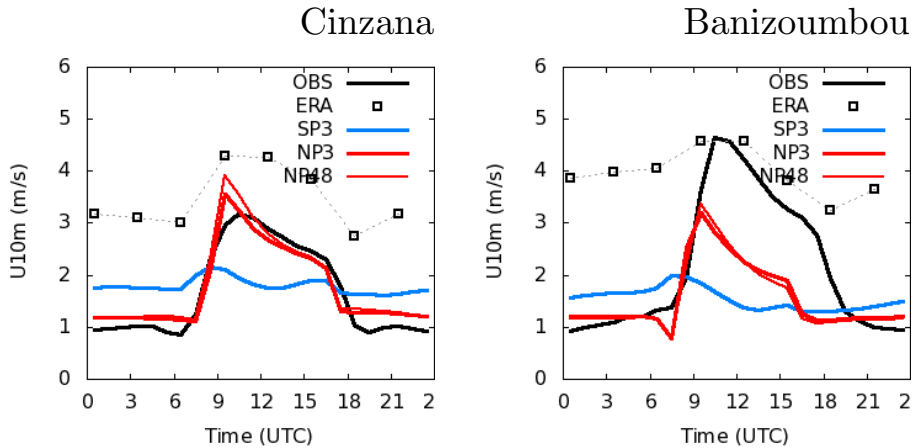 Cinzana
6
5
4
3
2
1
0
U10m (m/s)
OBS
ERA
SP3
NP3
NP48
0 3 6 9 12 15 18 21 2
Time (UTC)
Banizoumbou
6
5
4
3
2
1
0
U10m (m/s)
OBS
ERA
SP3
NP3
NP48
0 3 6 9 12 15 18 21 2
Time (UTC)